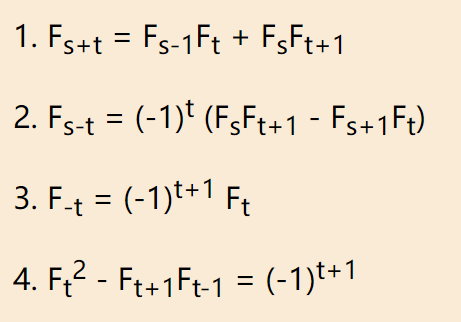 1. Fₛ₊ₜ = Fₛ₋₁Fₜ + FₛFₜ₊₁
2. Fₛ₋ₜ = (-1)ᵗ (FₛFₜ₊₁ - Fₛ₊₁Fₜ)
3. F₋ₜ = (-1)ᵗ⁺¹ Fₜ
4. Fₜ² - Fₜ₊₁Fₜ₋₁ = (-1)ᵗ⁺¹